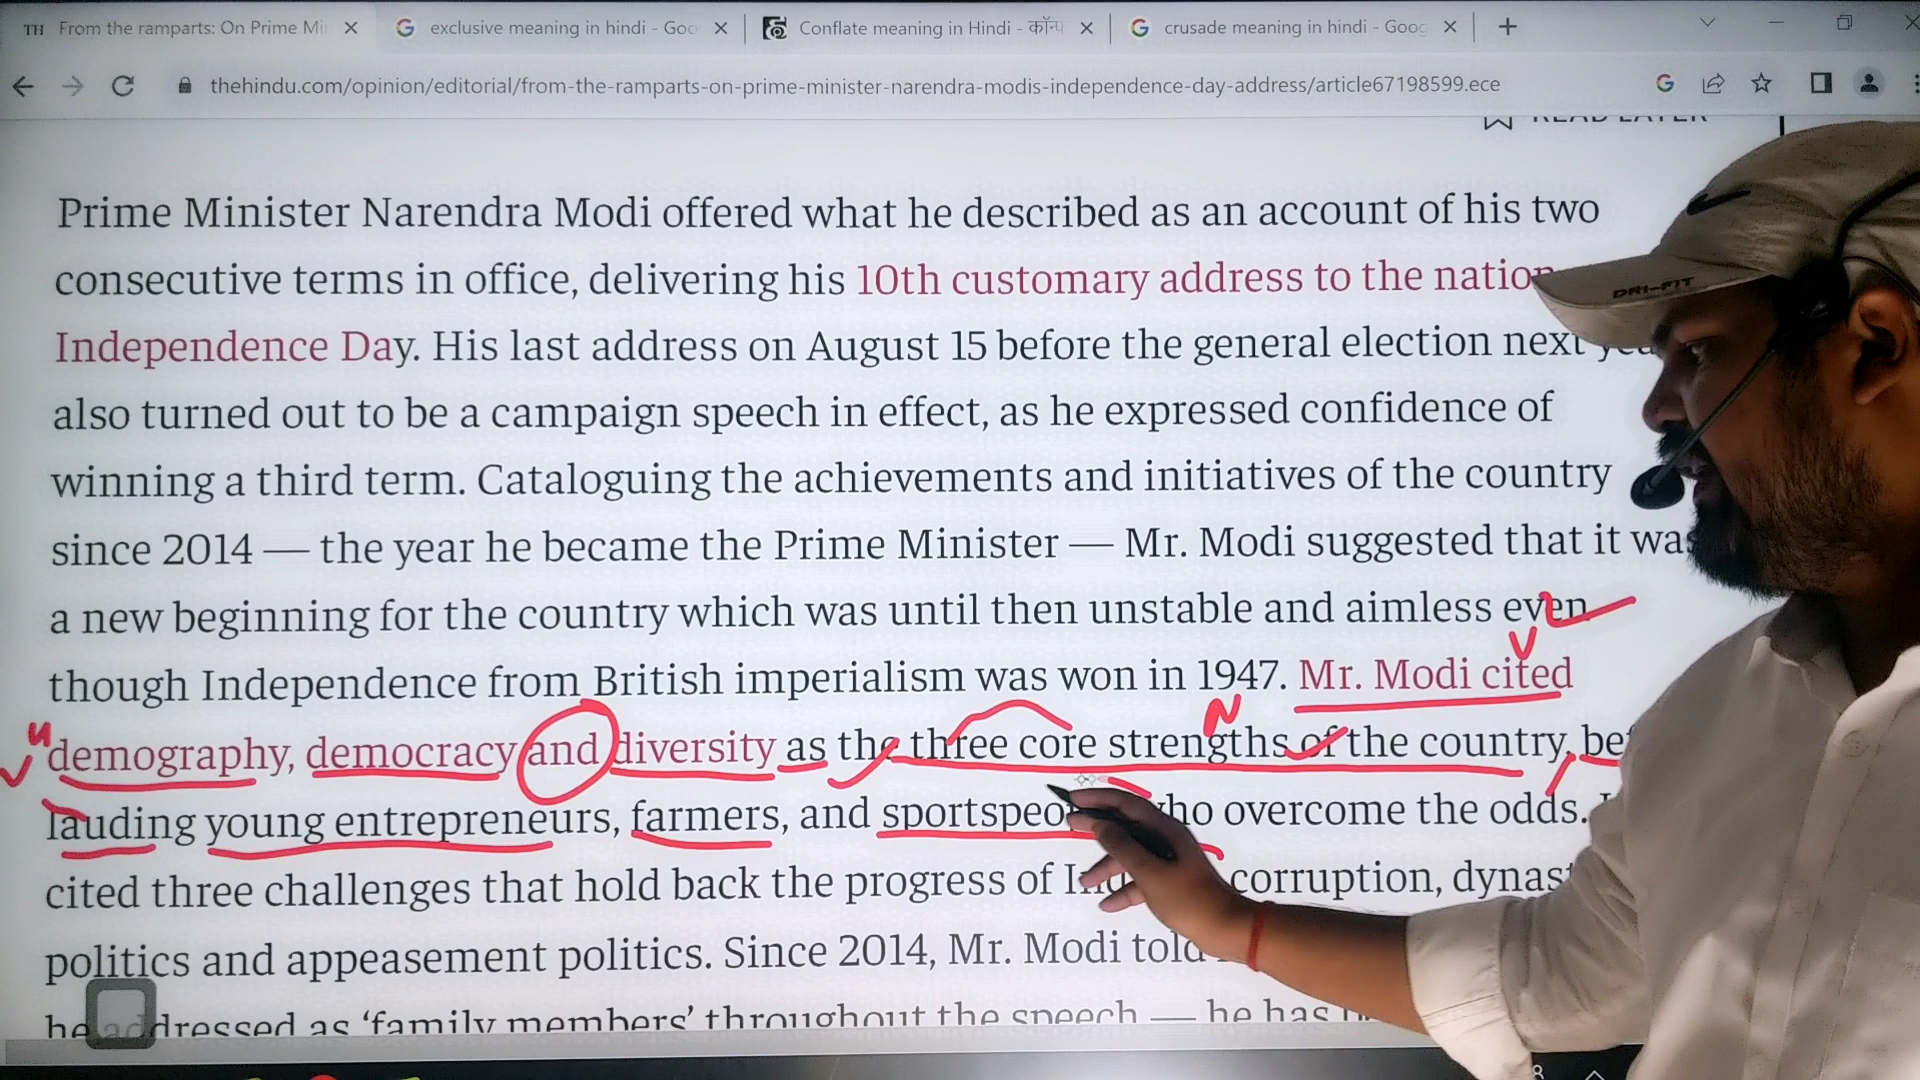 TH From the ramparts: On Prime Mi
exclusive meaning in hindi - Goo
Conflate meaning in Hindi - कॉन्
crusade meaning in hindi - Goog
thehindu.com/opinion/editorial/from-the-ramparts-on-prime-minister-narendra-modis-independence-day-address/article67198599.ece
READ LATER
Prime Minister Narendra Modi offered what he described as an account of his two
consecutive terms in office, delivering his 10th customary address to the nation
DRI-FIT
Independence Day. His last address on August 15 before the general election next
also turned out to be a campaign speech in effect, as he expressed confidence of
winning a third term. Cataloguing the achievements and initiatives of the country
since 2014 — the year he became the Prime Minister — Mr. Modi suggested that it was
a new beginning for the country which was until then unstable and aimless even
though Independence from British imperialism was won in 1947. Mr. Modi cited
demography, democracy and diversity as the three core strengths of the country, be
lauding young entrepreneurs, farmers, and sportspeo who overcome the odds.
cited three challenges that hold back the progress of corruption, dynas
politics and appeasement politics. Since 2014, Mr. Modi told
he addressed as ‘family members’ throughout the speech — he has